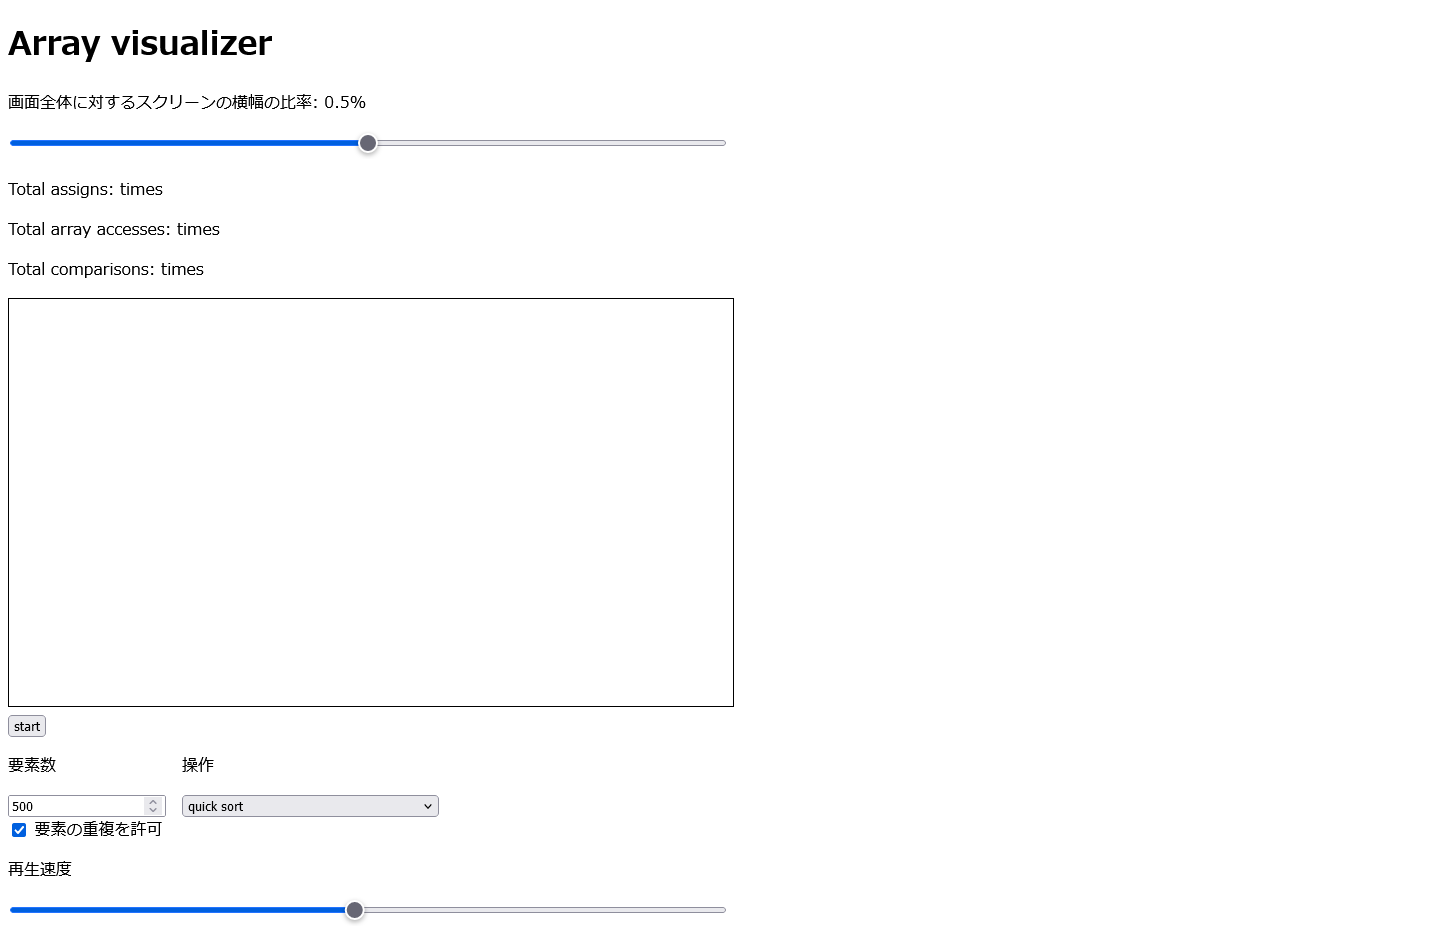 Array visualizer
画面全体に対するスクリーンの横幅の比率: 0.5%
Total assigns: times
Total array accesses: times
Total comparisons: times
start
要素数 操作
500 quick sort
要素の重複を許可
再生速度